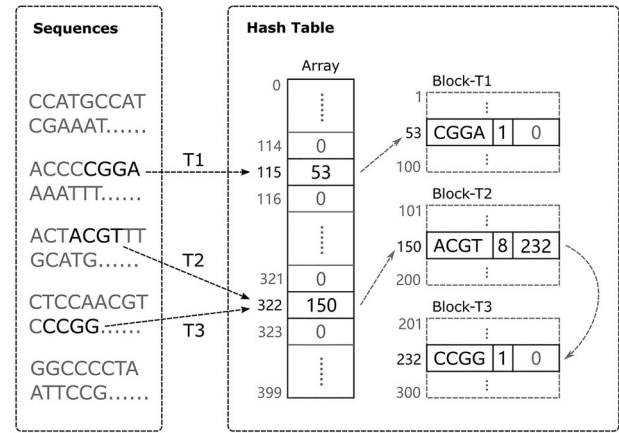 Sequences
CCATGCCAT
CGAAAT......
ACCCCGGA
AAATTT......
ACTACGTTT
GCATG......
CTCCAACGT
CCCGG......
GGCCCCTA
ATTCCG......
T1
T2
T3
Hash Table
Array
0
114 0
115 53
116 0
321 0
322 150
323 0
399
Block-T1
1
53 CGGA 1 0
100
Block-T2
101
150 ACGT 8 232
200
Block-T3
201
232 CCGG 1 0
300